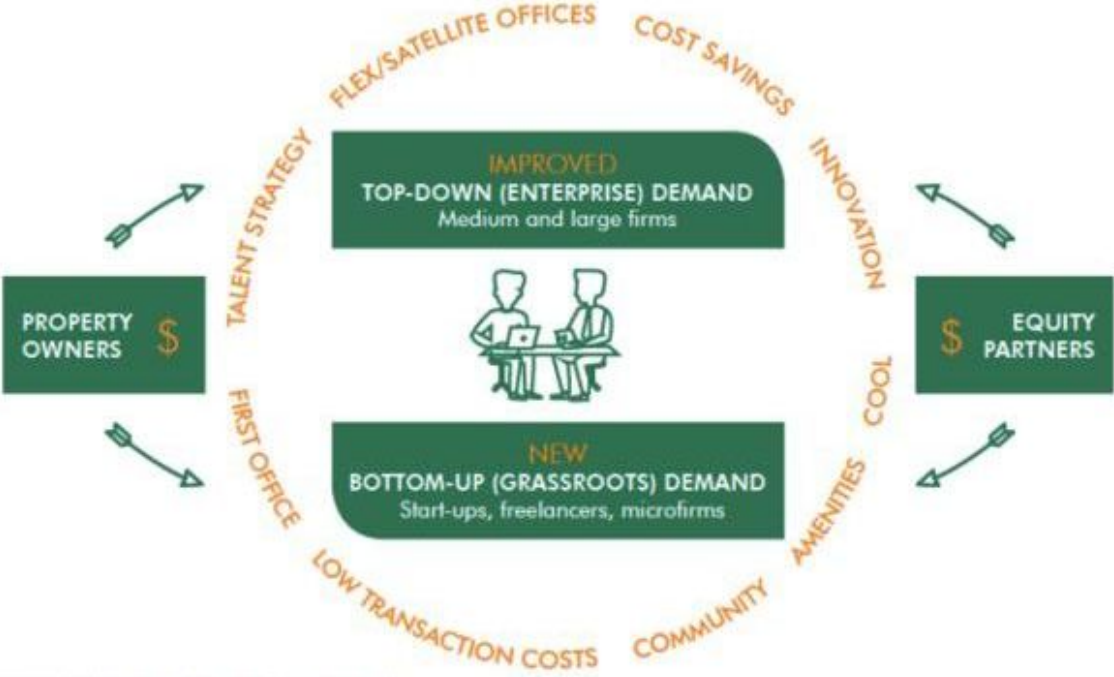 FLEX/SATELLITE OFFICES
COST SAVINGS
INNOVATION
COOL
AMENITIES
COMMUNITY
LOW TRANSACTION COSTS
FIRST OFFICE
TALENT STRATEGY
IMPROVED
TOP-DOWN (ENTERPRISE) DEMAND
Medium and large firms
PROPERTY
OWNERS $
$ EQUITY
PARTNERS
NEW
BOTTOM-UP (GRASSROOTS) DEMAND
Start-ups, freelancers, microfirms